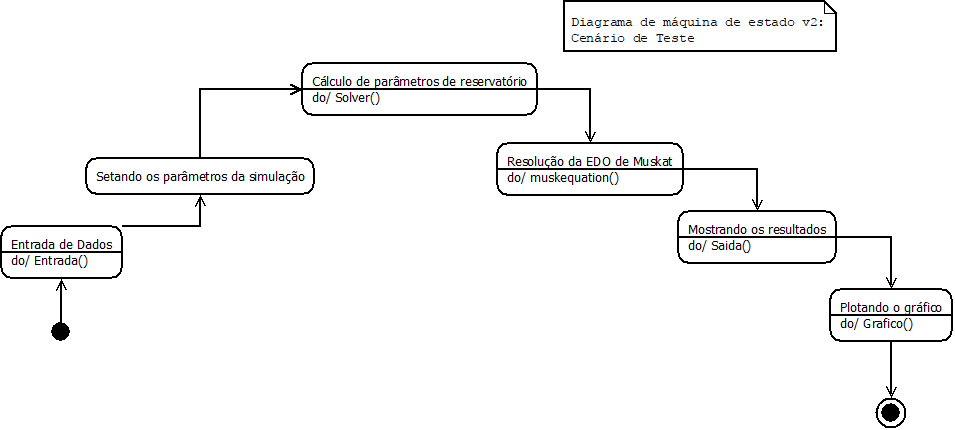 Diagrama de máquina de estado v2:
Cenário de Teste
Cálculo de parâmetros de reservatório
do/ Solver()
Resolução da EDO de Muskat
do/ muskequation()
Setando os parâmetros da simulação
Mostrando os resultados
do/ Saida()
Entrada de Dados
do/ Entrada()
Plotando o gráfico
do/ Grafico()